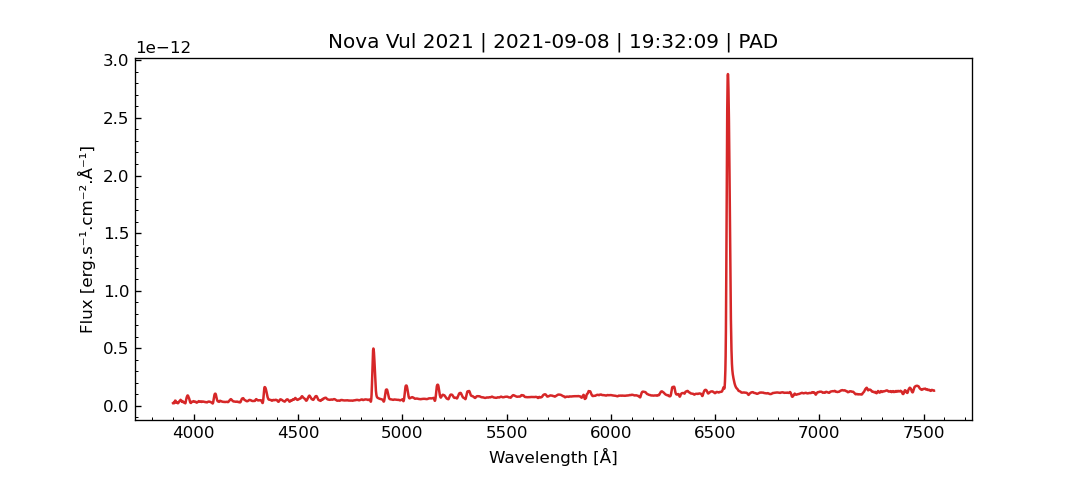 Nova Vul 2021 | 2021-09-08 | 19:32:09 | PAD
1e−12
3.0
2.5
2.0
1.5
1.0
0.5
0.0
Flux [erg.s⁻¹.cm⁻².Å⁻¹]
4000 4500 5000 5500 6000 6500 7000 7500
Wavelength [Å]